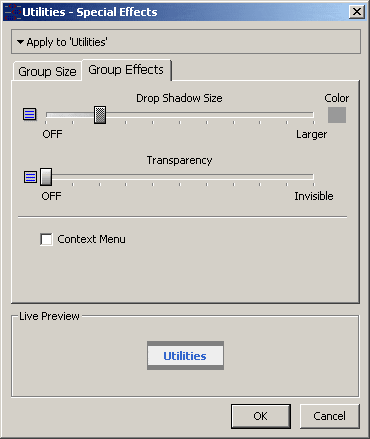 Utilities - Special Effects
Apply to 'Utilities'
Group Size Group Effects
Drop Shadow Size Color
OFF Larger
Transparency
OFF Invisible
Context Menu
Live Preview
Utilities
OK Cancel